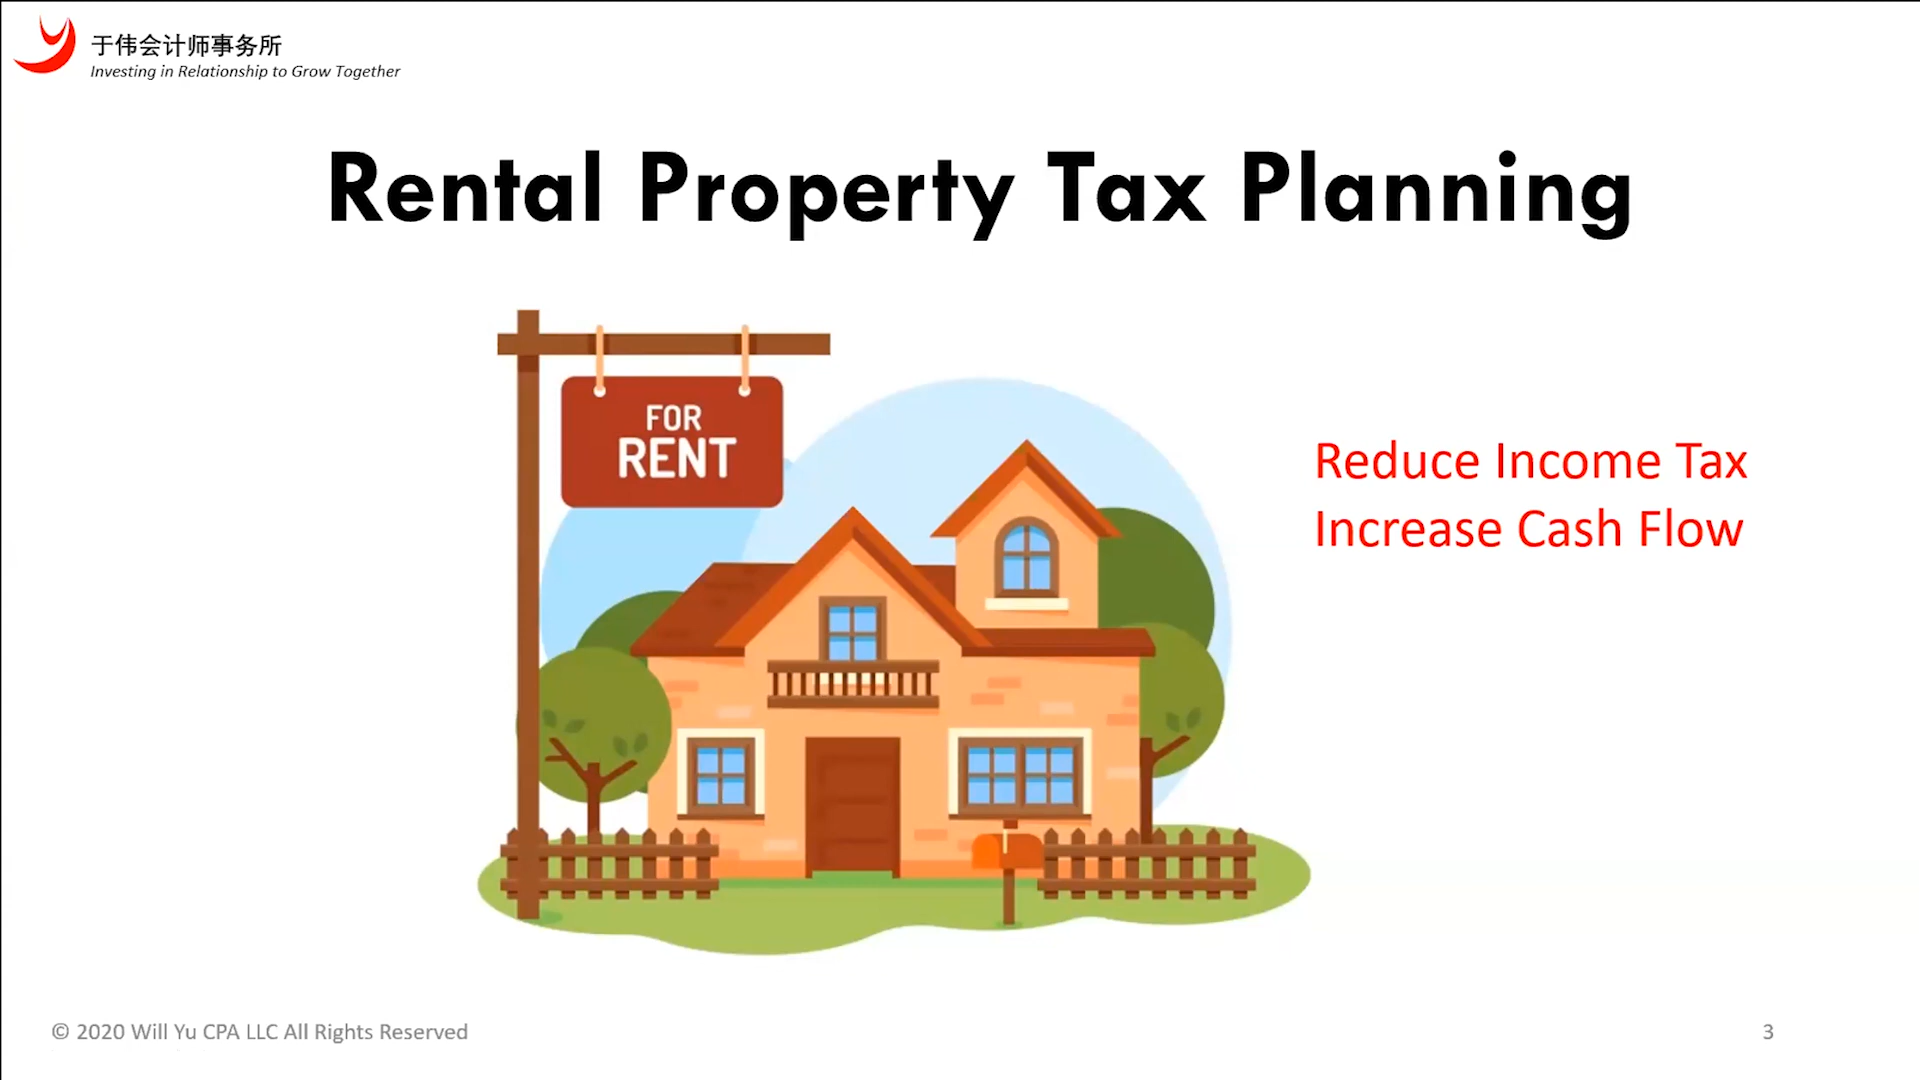 于伟会计师事务所
Investing in Relationship to Grow Together
Rental Property Tax Planning
FOR
RENT
Reduce Income Tax
Increase Cash Flow
© 2020 Will Yu CPA LLC All Rights Reserved
3